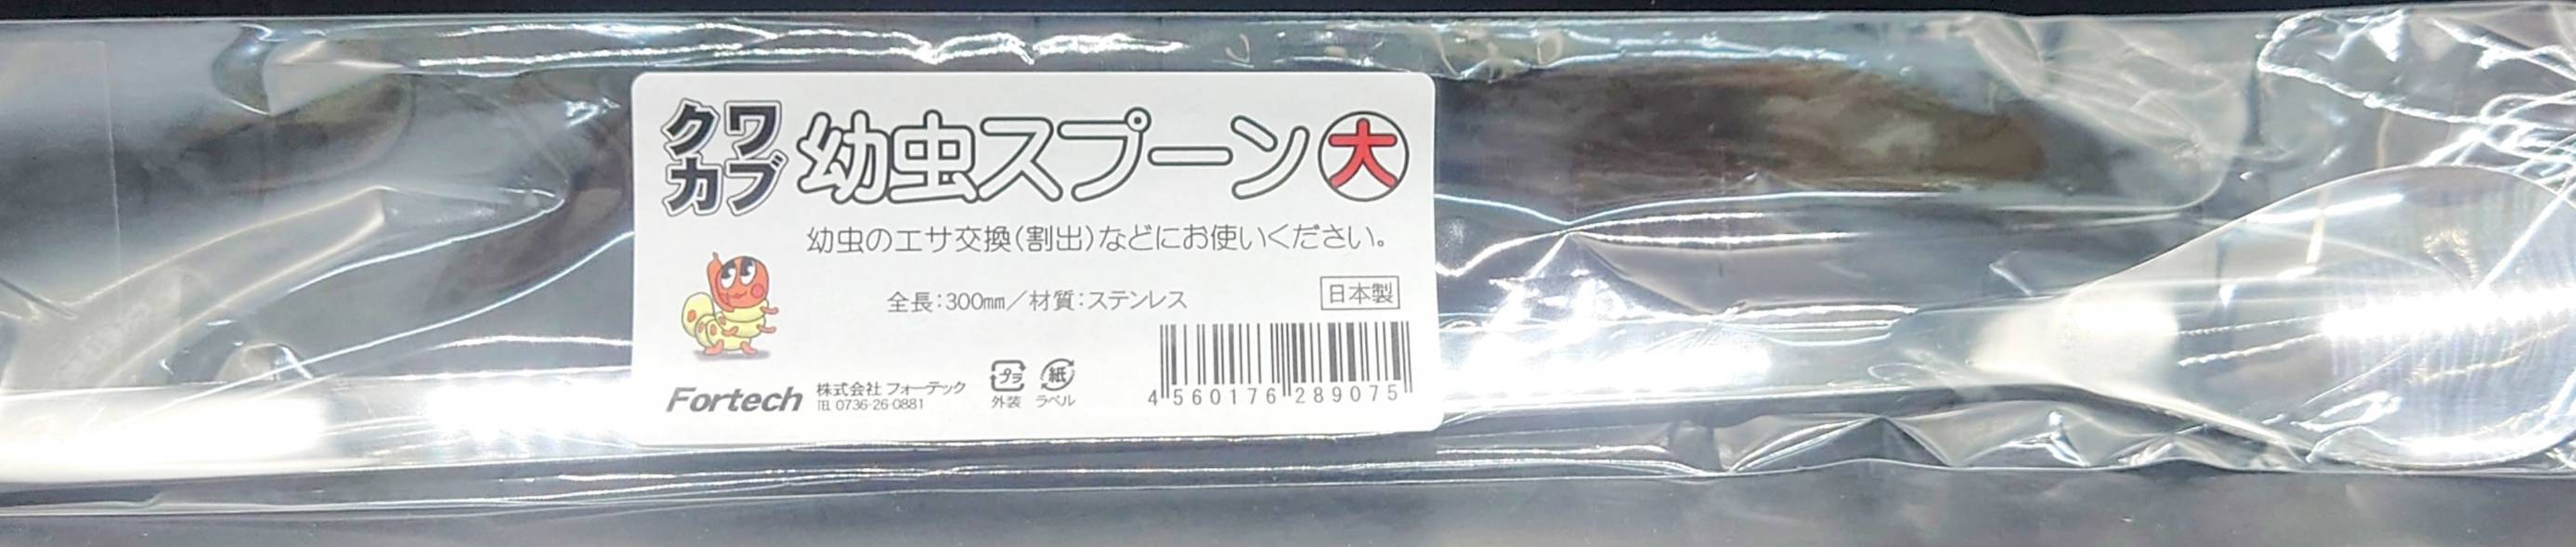 クワ
カブ
幼虫スプーン 大
幼虫のエサ交換(割出)などにお使いください。
全長:300mm/材質:ステンレス
日本製
Fortech
株式会社 フォーテック
TEL 0736-26-0881
プラ
外装
紙
ラベル
4 560176 289075